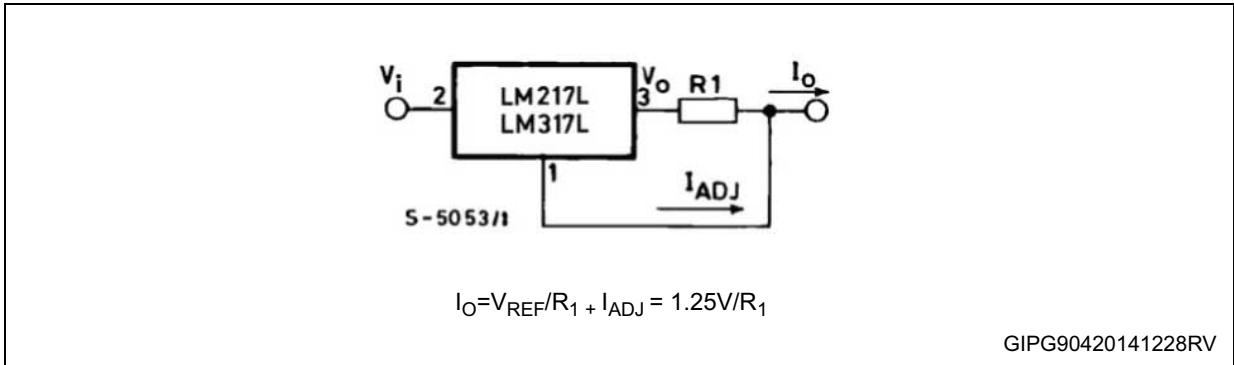 Vi
2
LM217L
LM317L
Vo
3
R1
IO
1
IADJ
S-5053/1
IO=VREF/R1 + IADJ = 1.25V/R1
GIPG90420141228RV